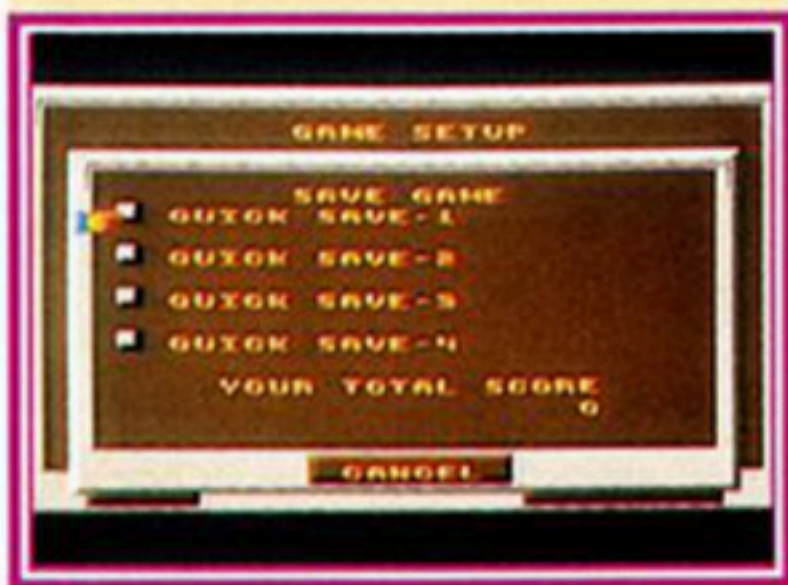 GAME SETUP
SAVE GAME
QUICK SAVE-1
QUICK SAVE-2
QUICK SAVE-3
QUICK SAVE-4
YOUR TOTAL SCORE
0
CANCEL